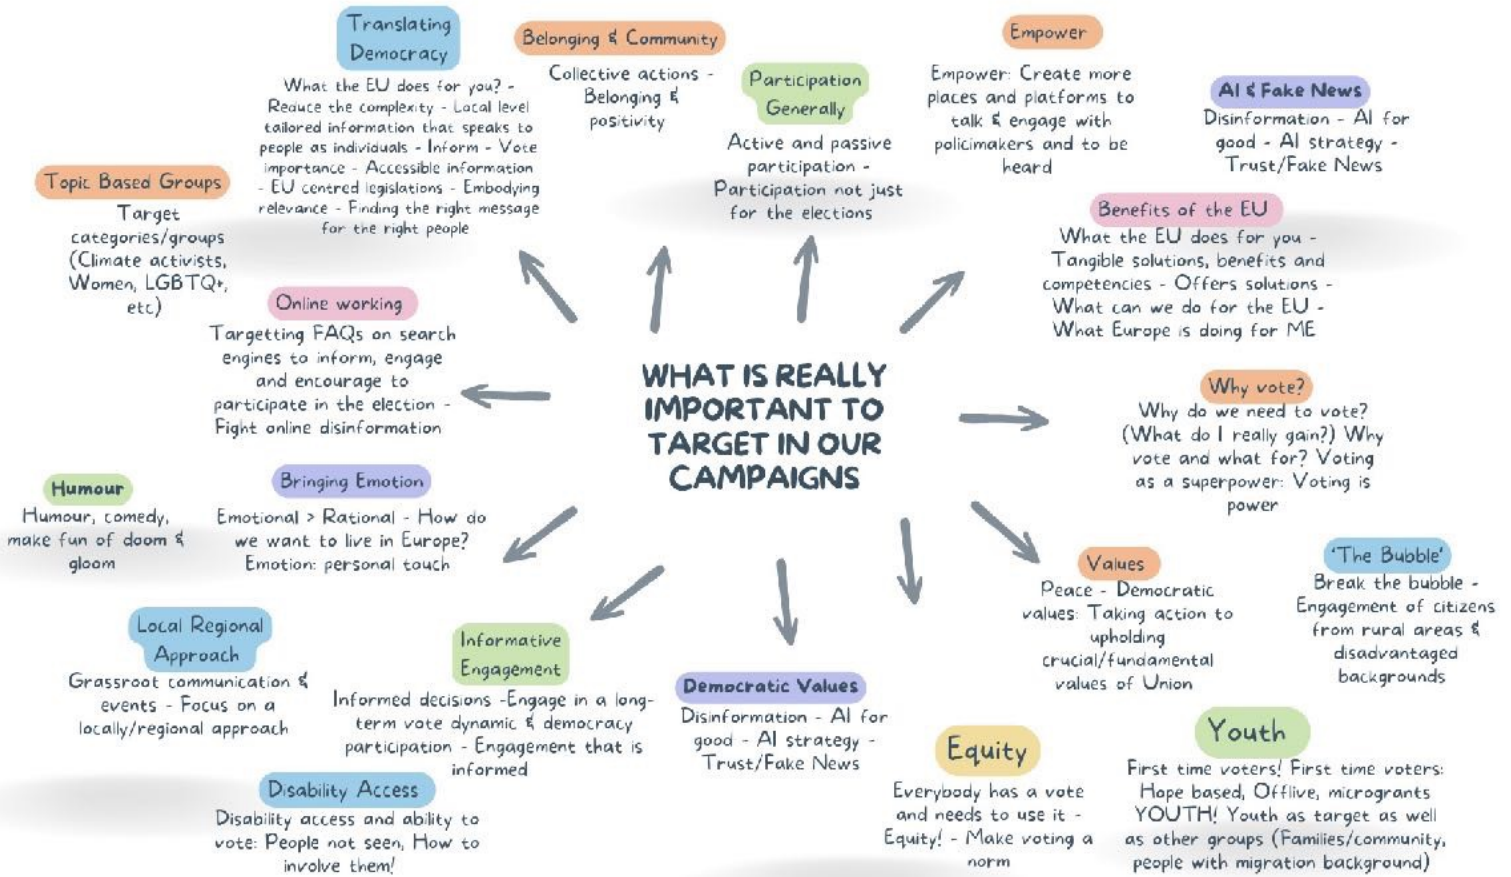 Translating
Democracy
What the EU does for you? -
Reduce the complexity - Local level
tailored information that speaks to
people as individuals - Inform - Vote
importance - Accessible information
- EU centred legislations - Embodying
relevance - Finding the right message
for the right people
Belonging & Community
Collective actions -
Belonging &
positivity
Participation
Generally
Active and passive
participation -
Participation not just
for the elections
Empower
Empower: Create more
places and platforms to
talk & engage with
policimakers and to be
heard
AI & Fake News
Disinformation - AI for
good - AI strategy -
Trust/Fake News
Topic Based Groups
Target
categories/groups
(Climate activists,
Women, LGBTQ+,
etc)
Benefits of the EU
What the EU does for you -
Tangible solutions, benefits and
competencies - Offers solutions -
What can we do for the EU -
What Europe is doing for ME
Online working
Targetting FAQs on search
engines to inform, engage
and encourage to
participate in the election -
Fight online disinformation
WHAT IS REALLY
IMPORTANT TO
TARGET IN OUR
CAMPAIGNS
Why vote?
Why do we need to vote?
(What do I really gain?) Why
vote and what for? Voting
as a superpower: Voting is
power
Humour
Humour, comedy,
make fun of doom &
gloom
Bringing Emotion
Emotional > Rational - How do
we want to live in Europe?
Emotion: personal touch
Values
Peace - Democratic
values: Taking action to
upholding
crucial/fundamental
values of Union
'The Bubble'
Break the bubble -
Engagement of citizens
from rural areas &
disadvantaged
backgrounds
Local Regional
Approach
Grassroot communication &
events - Focus on a
locally/regional approach
Informative
Engagement
Informed decisions -Engage in a long-
term vote dynamic & democracy
participation - Engagement that is
informed
Democratic Values
Disinformation - AI for
good - AI strategy -
Trust/Fake News
Equity
Everybody has a vote
and needs to use it -
Equity! - Make voting a
norm
Youth
First time voters! First time voters:
Hope based, Offlive, microgrants
YOUTH! Youth as target as well
as other groups (Families/community,
people with migration background)
Disability Access
Disability access and ability to
vote: People not seen, How to
involve them!